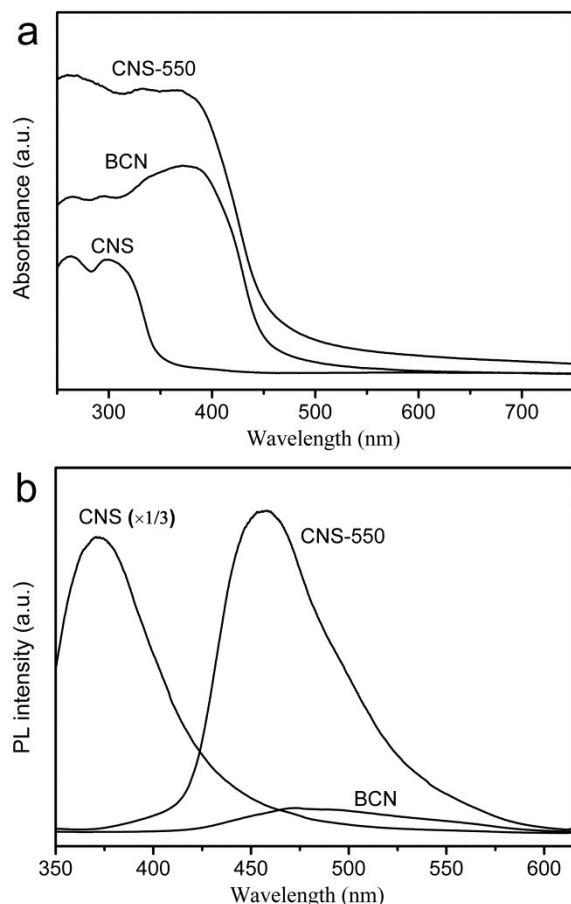 a
CNS-550
BCN
CNS
Absorbtance (a.u.)
300 400 500 600 700
Wavelength (nm)
b
CNS (×1/3)
CNS-550
BCN
PL intensity (a.u.)
350 400 450 500 550 600
Wavelength (nm)